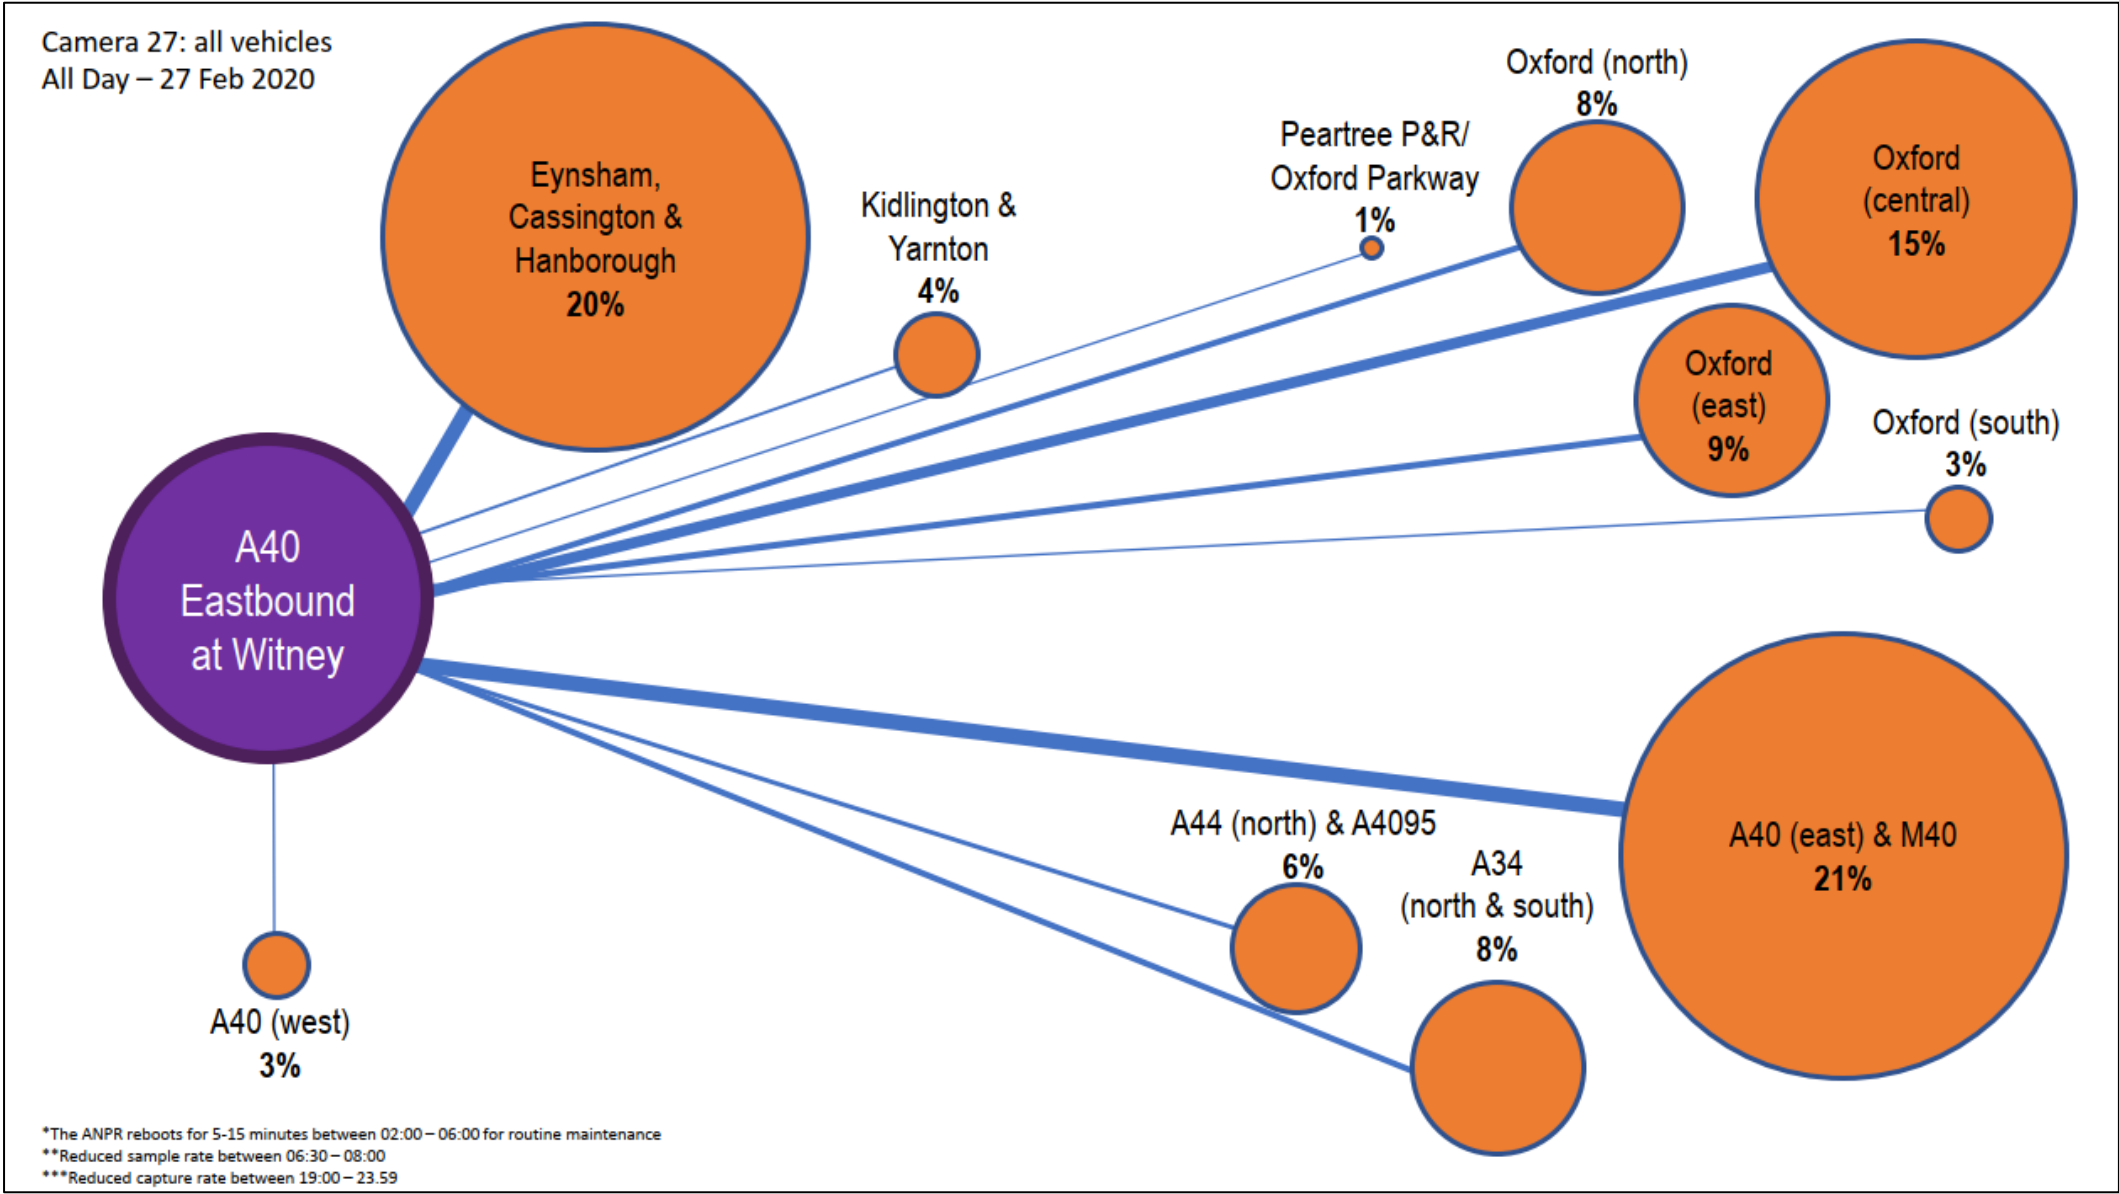 Camera 27: all vehicles
All Day – 27 Feb 2020
Eynsham,
Cassington &
Hanborough
20%
Kidlington &
Yarnton
4%
Peartree P&R/
Oxford Parkway
1%
Oxford (north)
8%
Oxford
(central)
15%
Oxford
(east)
9%
Oxford (south)
3%
A40
Eastbound
at Witney
A40 (east) & M40
21%
A44 (north) & A4095
6%
A34
(north & south)
8%
A40 (west)
3%
*The ANPR reboots for 5-15 minutes between 02:00 – 06:00 for routine maintenance
**Reduced sample rate between 06:30 – 08:00
***Reduced capture rate between 19:00 – 23.59